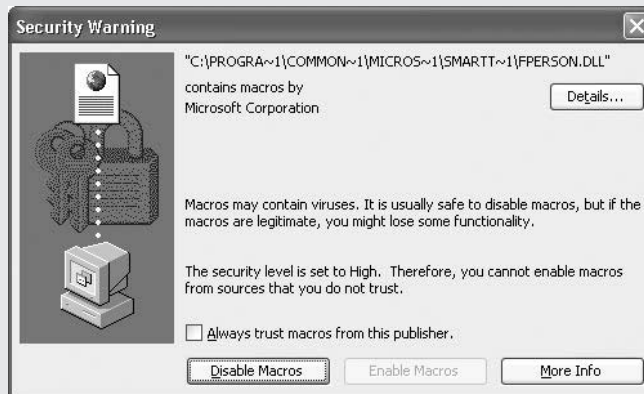 Security Warning
"C:\PROGRA~1\COMMON~1\MICROS~1\SMARTT~1\FPERSON.DLL"
contains macros by
Microsoft Corporation
Details...
Macros may contain viruses. It is usually safe to disable macros, but if the
macros are legitimate, you might lose some functionality.
The security level is set to High. Therefore, you cannot enable macros
from sources that you do not trust.
Always trust macros from this publisher.
Disable Macros
Enable Macros
More Info